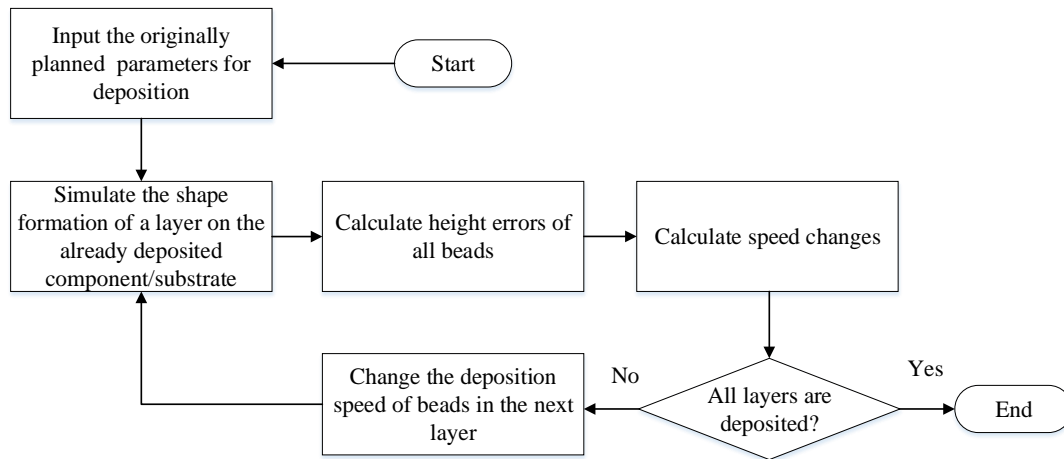 Start
Input the originally
planned parameters for
deposition
Simulate the shape
formation of a layer on the
already deposited
component/substrate
Calculate height errors of
all beads
Calculate speed changes
All layers are
deposited?
No
Yes
Change the deposition
speed of beads in the next
layer
End